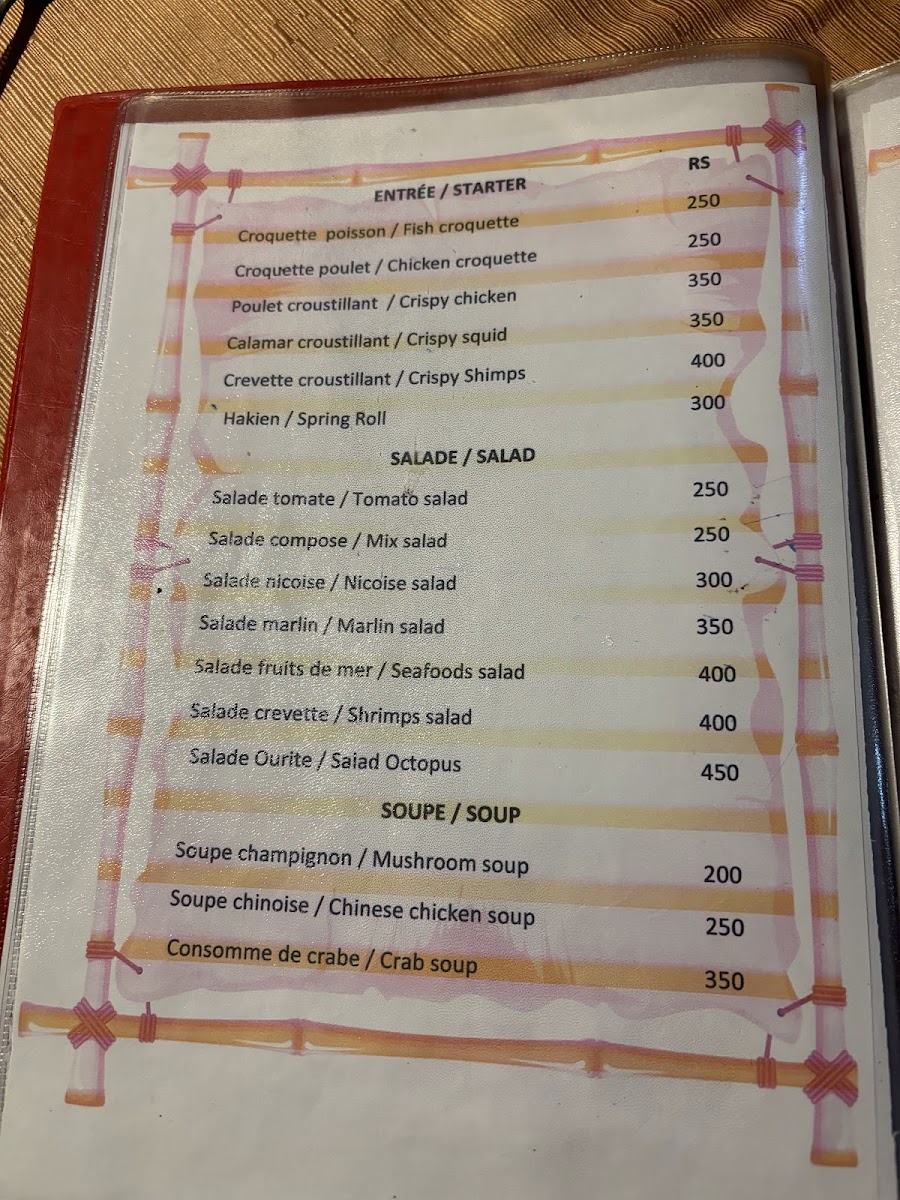 RS
ENTRÉE / STARTER
Croquette poisson / Fish croquette 250
Croquette poulet / Chicken croquette 250
Poulet croustillant / Crispy chicken 350
Calamar croustillant / Crispy squid 350
Crevette croustillant / Crispy Shimps 400
Hakien / Spring Roll 300
SALADE / SALAD
Salade tomate / Tomato salad 250
Salade compose / Mix salad 250
Salade nicoise / Nicoise salad 300
Salade marlin / Marlin salad 350
Salade fruits de mer / Seafoods salad 400
Salade crevette / Shrimps salad 400
Salade Ourite / Salad Octopus 450
SOUPE / SOUP
Soupe champignon / Mushroom soup 200
Soupe chinoise / Chinese chicken soup 250
Consomme de crabe / Crab soup 350